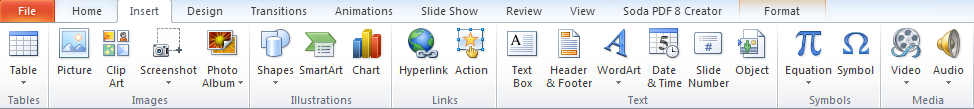 File Home Insert Design Transitions Animations Slide Show Review View Soda PDF 8 Creator Format
Table Picture Clip Art Screenshot Photo Album Shapes SmartArt Chart Hyperlink Action Text Box Header & Footer WordArt Date & Time Slide Number Object Equation Symbol Video Audio
Tables Images Illustrations Links Text Symbols Media